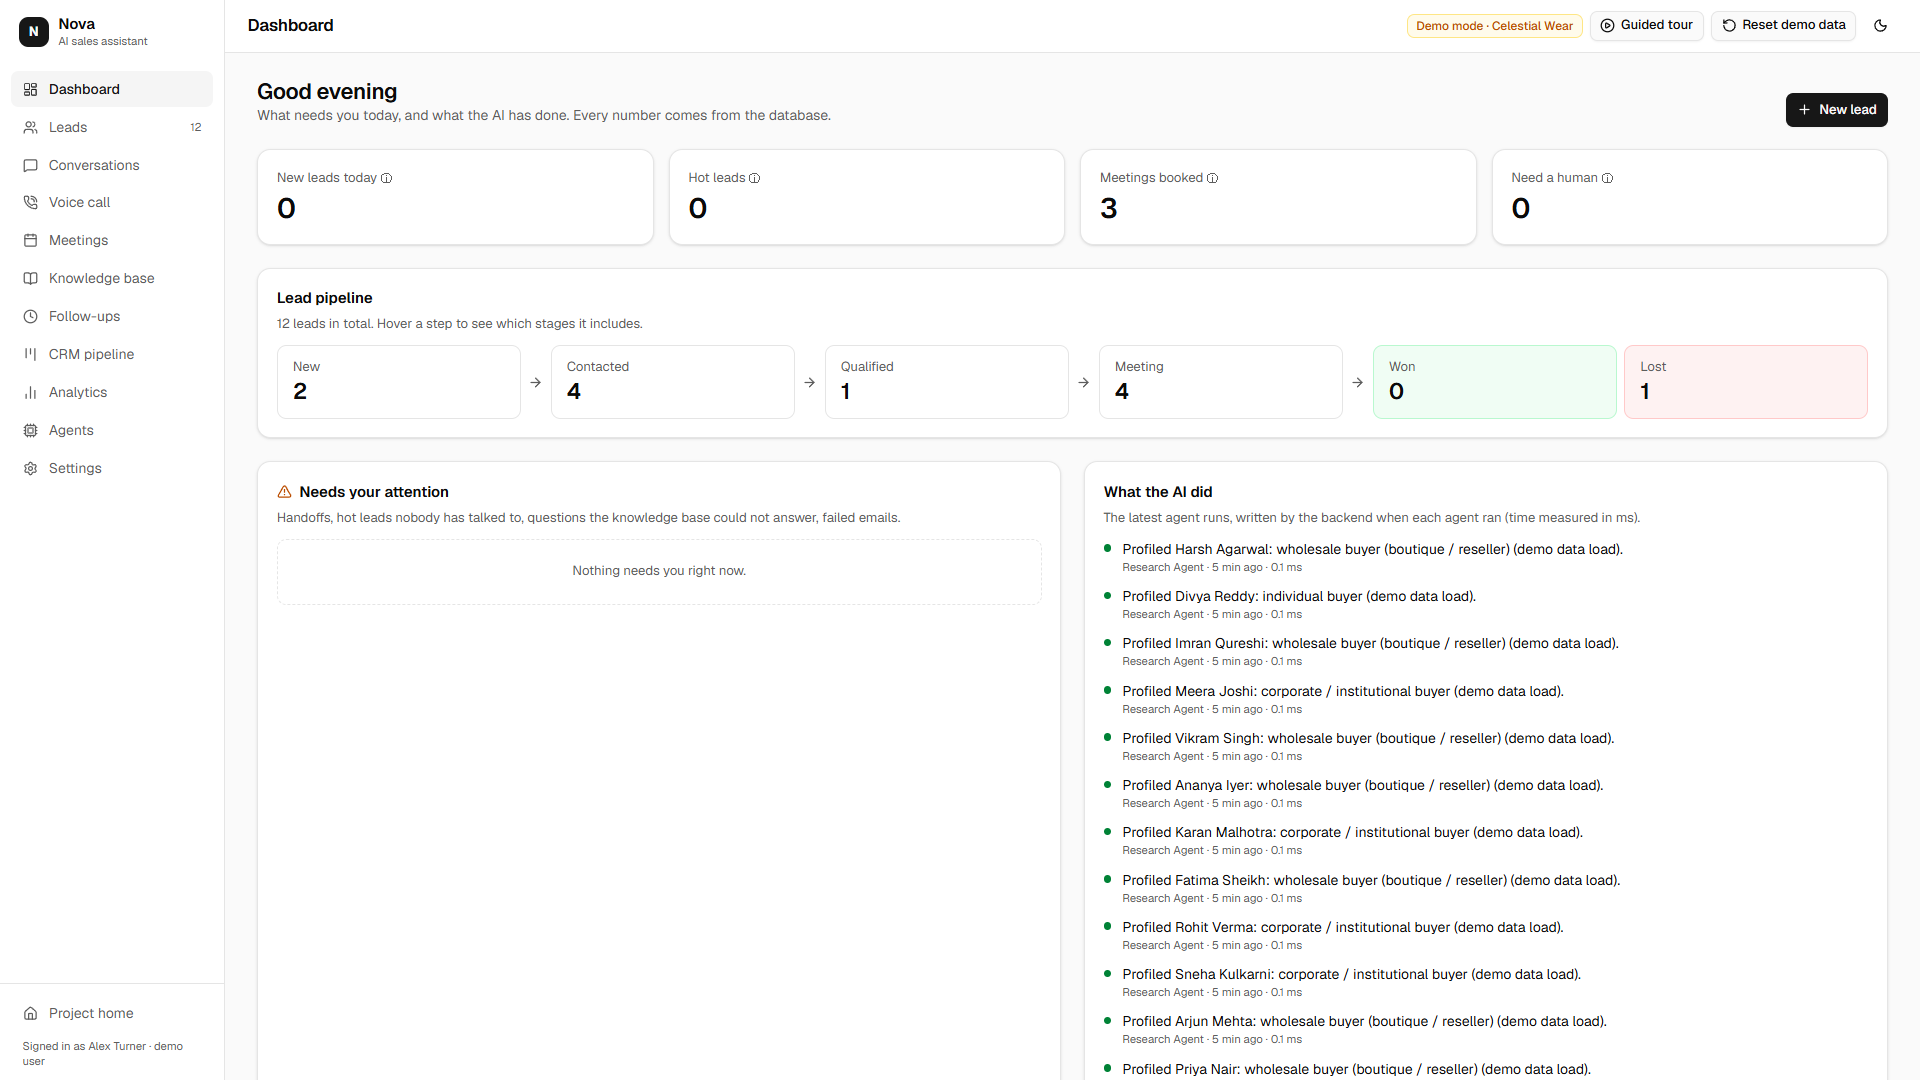 N
Nova
AI sales assistant
Dashboard
Leads 12
Conversations
Voice call
Meetings
Knowledge base
Follow-ups
CRM pipeline
Analytics
Agents
Settings
Project home
Signed in as Alex Turner · demo
user
Dashboard
Demo mode · Celestial Wear
Guided tour
Reset demo data
Good evening
What needs you today, and what the AI has done. Every number comes from the database.
New lead
New leads today
0
Hot leads
0
Meetings booked
3
Need a human
0
Lead pipeline
12 leads in total. Hover a step to see which stages it includes.
New
2
Contacted
4
Qualified
1
Meeting
4
Won
0
Lost
1
Needs your attention
Handoffs, hot leads nobody has talked to, questions the knowledge base could not answer, failed emails.
Nothing needs you right now.
What the AI did
The latest agent runs, written by the backend when each agent ran (time measured in ms).
Profiled Harsh Agarwal: wholesale buyer (boutique / reseller) (demo data load).
Research Agent · 5 min ago · 0.1 ms
Profiled Divya Reddy: individual buyer (demo data load).
Research Agent · 5 min ago · 0.1 ms
Profiled Imran Qureshi: wholesale buyer (boutique / reseller) (demo data load).
Research Agent · 5 min ago · 0.1 ms
Profiled Meera Joshi: corporate / institutional buyer (demo data load).
Research Agent · 5 min ago · 0.1 ms
Profiled Vikram Singh: wholesale buyer (boutique / reseller) (demo data load).
Research Agent · 5 min ago · 0.1 ms
Profiled Ananya Iyer: wholesale buyer (boutique / reseller) (demo data load).
Research Agent · 5 min ago · 0.1 ms
Profiled Karan Malhotra: corporate / institutional buyer (demo data load).
Research Agent · 5 min ago · 0.1 ms
Profiled Fatima Sheikh: wholesale buyer (boutique / reseller) (demo data load).
Research Agent · 5 min ago · 0.1 ms
Profiled Rohit Verma: corporate / institutional buyer (demo data load).
Research Agent · 5 min ago · 0.1 ms
Profiled Sneha Kulkarni: corporate / institutional buyer (demo data load).
Research Agent · 5 min ago · 0.1 ms
Profiled Arjun Mehta: wholesale buyer (boutique / reseller) (demo data load).
Research Agent · 5 min ago · 0.1 ms
Profiled Priya Nair: wholesale buyer (boutique / reseller) (demo data load).